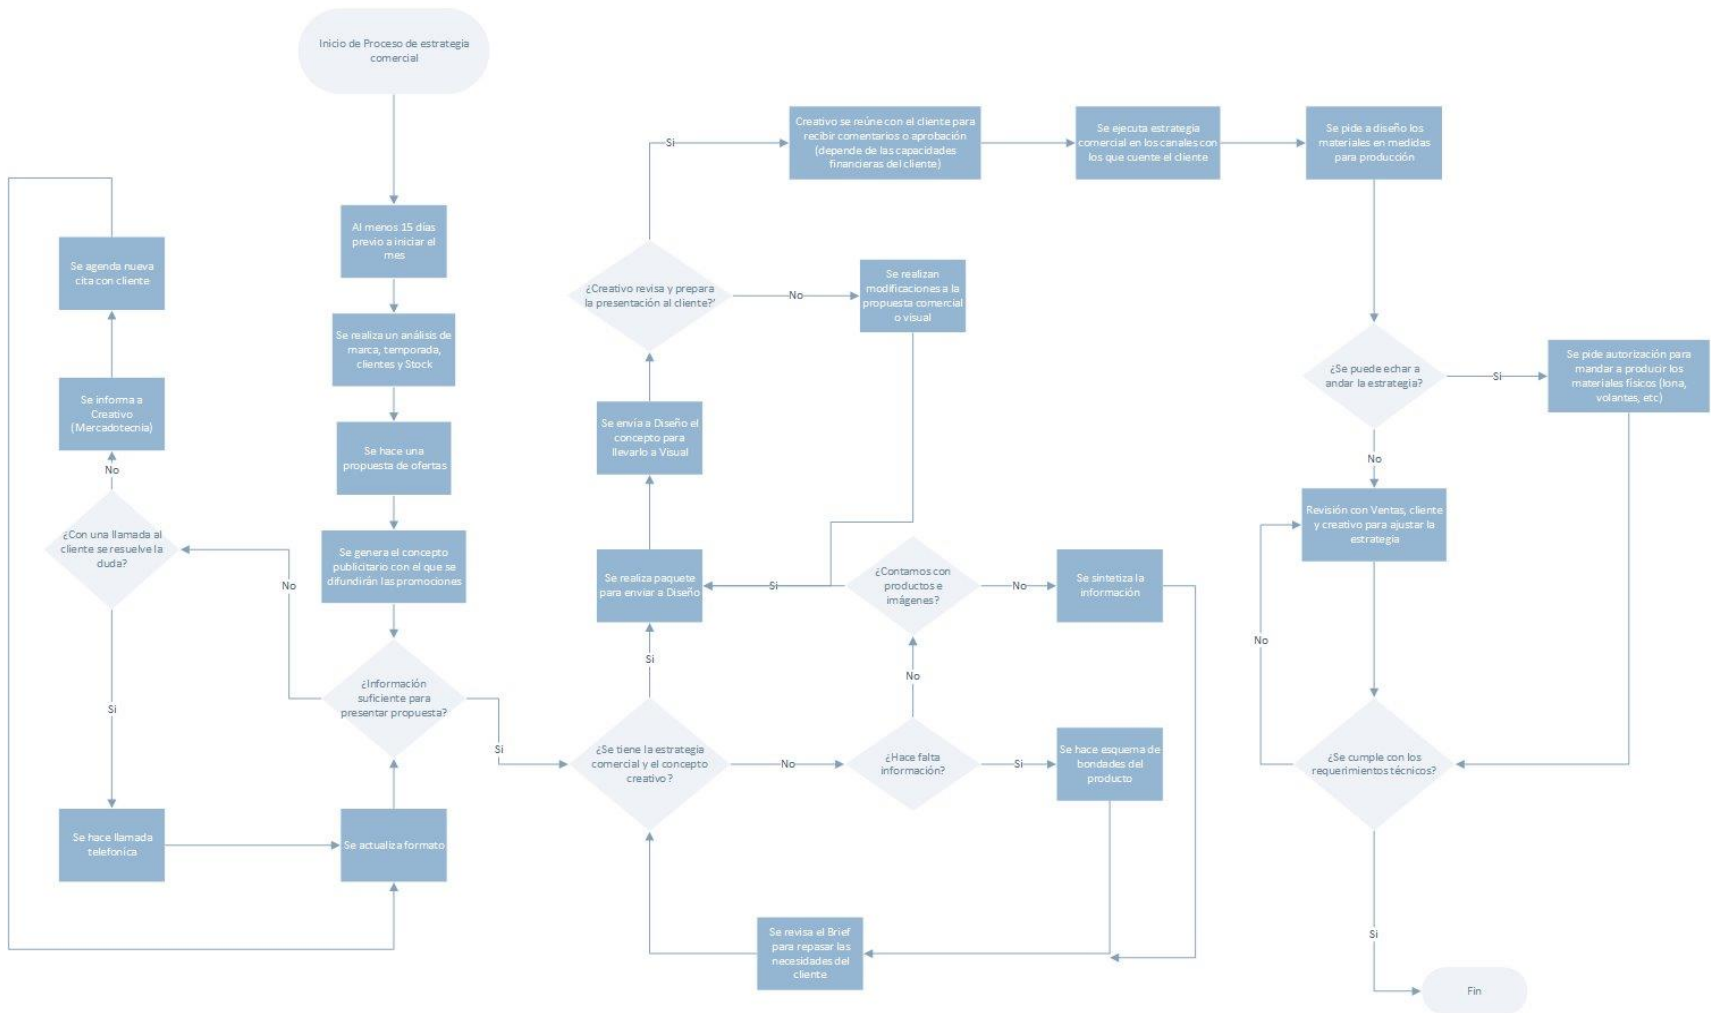 Inicio de Proceso de estrategia
comercial
Al menos 15 días
previo a iniciar el
mes
Se realiza un análisis de
marca, temporada,
clientes y Stock
Se hace una
propuesta de ofertas
Se genera el concepto
publicitario con el que se
difundirán las promociones
¿Información
suficiente para
presentar propuesta?
No
Si
Se agenda nueva
cita con cliente
Se informa a
Creativo
(Mercadotecnia)
No
¿Con una llamada al
cliente se resuelve la
duda?
Si
Se hace llamada
telefonica
Se actualiza formato
¿Se tiene la estrategia
comercial y el concepto
creativo?
Si
No
¿Hace falta
información?
Si
No
Se hace esquema de
bondades del
producto
¿Contamos con
productos e
imágenes?
Si
No
Se sintetiza la
información
Se revisa el Brief
para repasar las
necesidades del
cliente
Se realiza paquete
para enviar a Diseño
Se envía a Diseño el
concepto para
llevarlo a Visual
¿Creativo revisa y prepara
la presentación al cliente?'
Si
No
Se realizan
modificaciones a la
propuesta comercial
o visual
Creativo se reúne con el cliente para
recibir comentarios o aprobación
(depende de las capacidades
financieras del cliente)
Se ejecuta estrategia
comercial en los canales con
los que cuente el cliente
Se pide a diseño los
materiales en medidas
para producción
¿Se puede echar a
andar la estrategia?
Si
No
Se pide autorización para
mandar a producir los
materiales físicos (lona,
volantes, etc)
Revisión con Ventas, cliente
y creativo para ajustar la
estrategia
No
¿Se cumple con los
requerimientos técnicos?
Si
Fin